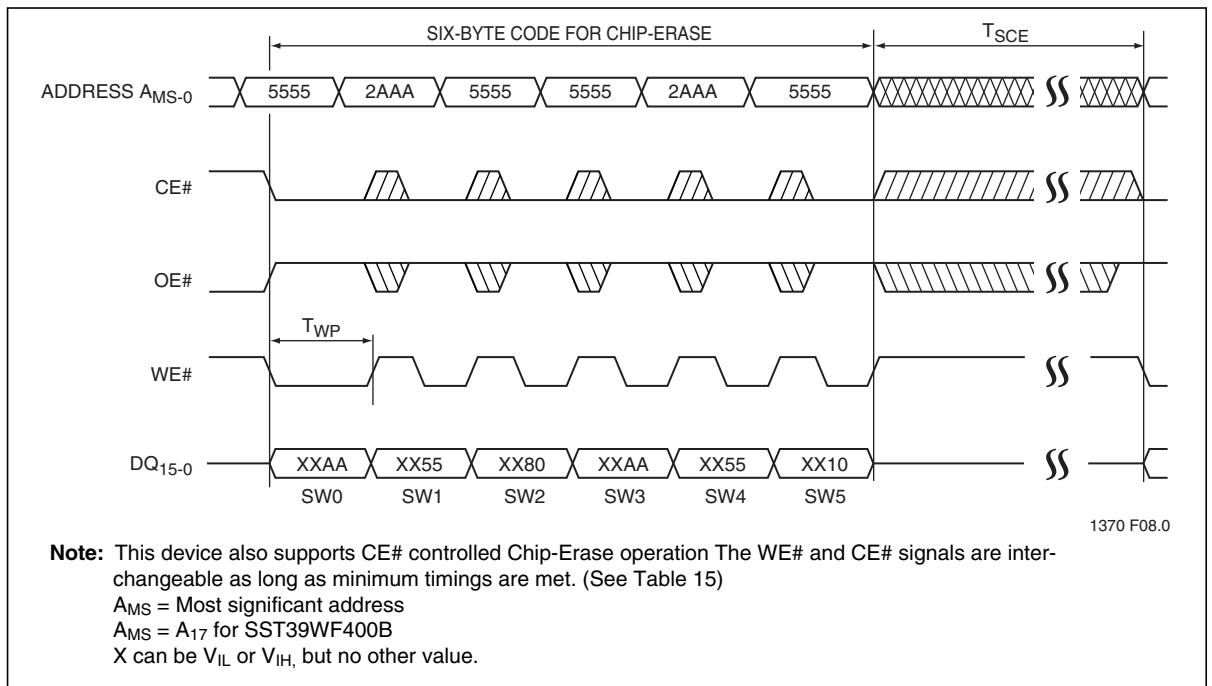 SIX-BYTE CODE FOR CHIP-ERASE
TSCE
ADDRESS AMS-0
5555 2AAA 5555 5555 2AAA 5555
CE#
OE#
TWP
WE#
DQ15-0
XXAA XX55 XX80 XXAA XX55 XX10
SW0 SW1 SW2 SW3 SW4 SW5
1370 F08.0
Note: This device also supports CE# controlled Chip-Erase operation The WE# and CE# signals are inter-
changeable as long as minimum timings are met. (See Table 15)
AMS = Most significant address
AMS = A17 for SST39WF400B
X can be VIL or VIH, but no other value.